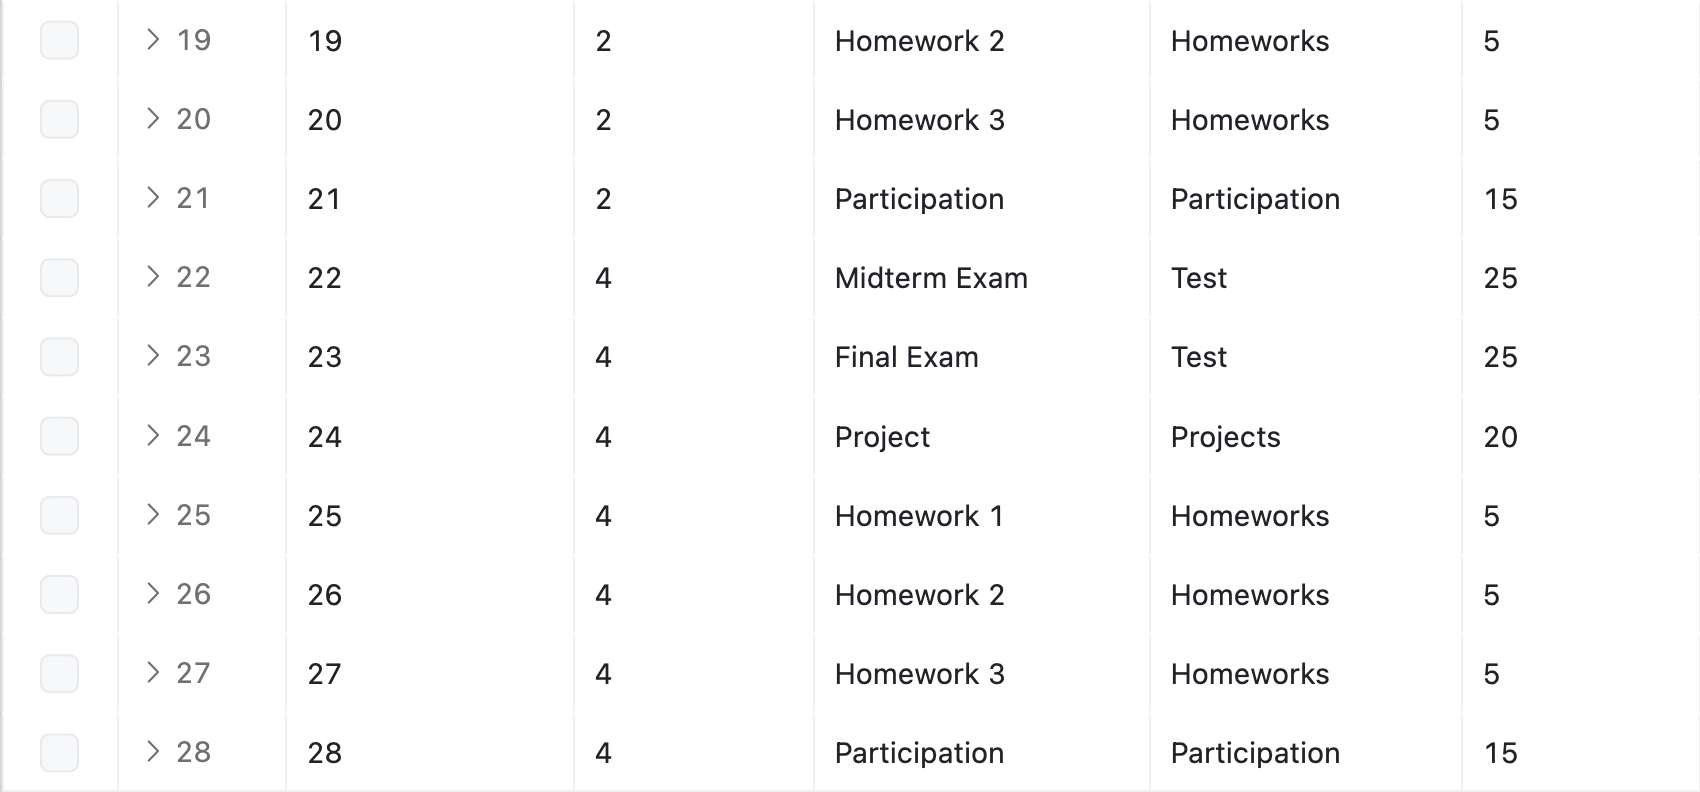 19 19 2 Homework 2 Homeworks 5
20 20 2 Homework 3 Homeworks 5
21 21 2 Participation Participation 15
22 22 4 Midterm Exam Test 25
23 23 4 Final Exam Test 25
24 24 4 Project Projects 20
25 25 4 Homework 1 Homeworks 5
26 26 4 Homework 2 Homeworks 5
27 27 4 Homework 3 Homeworks 5
28 28 4 Participation Participation 15